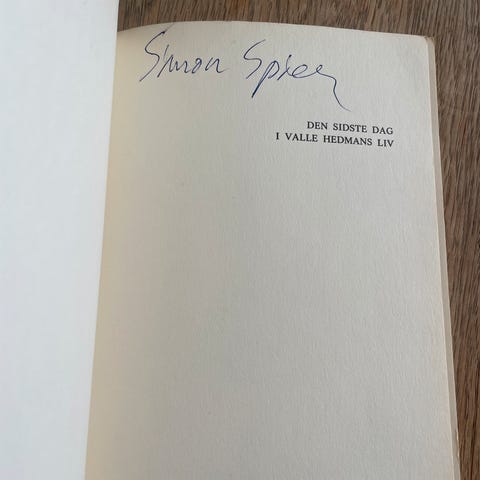 Simon Spies
DEN SIDSTE DAG
I VALLE HEDMANS LIV